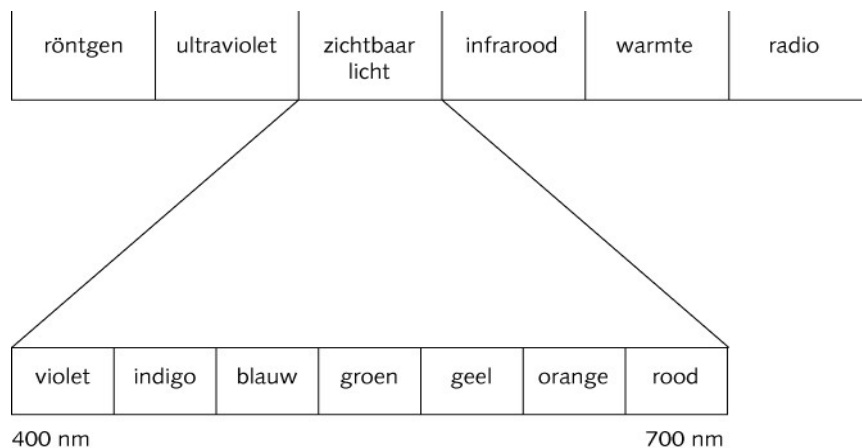 röntgen ultraviolet zichtbaar infrarood warmte radio
licht
violet indigo blauw groen geel orange rood
400 nm 700 nm